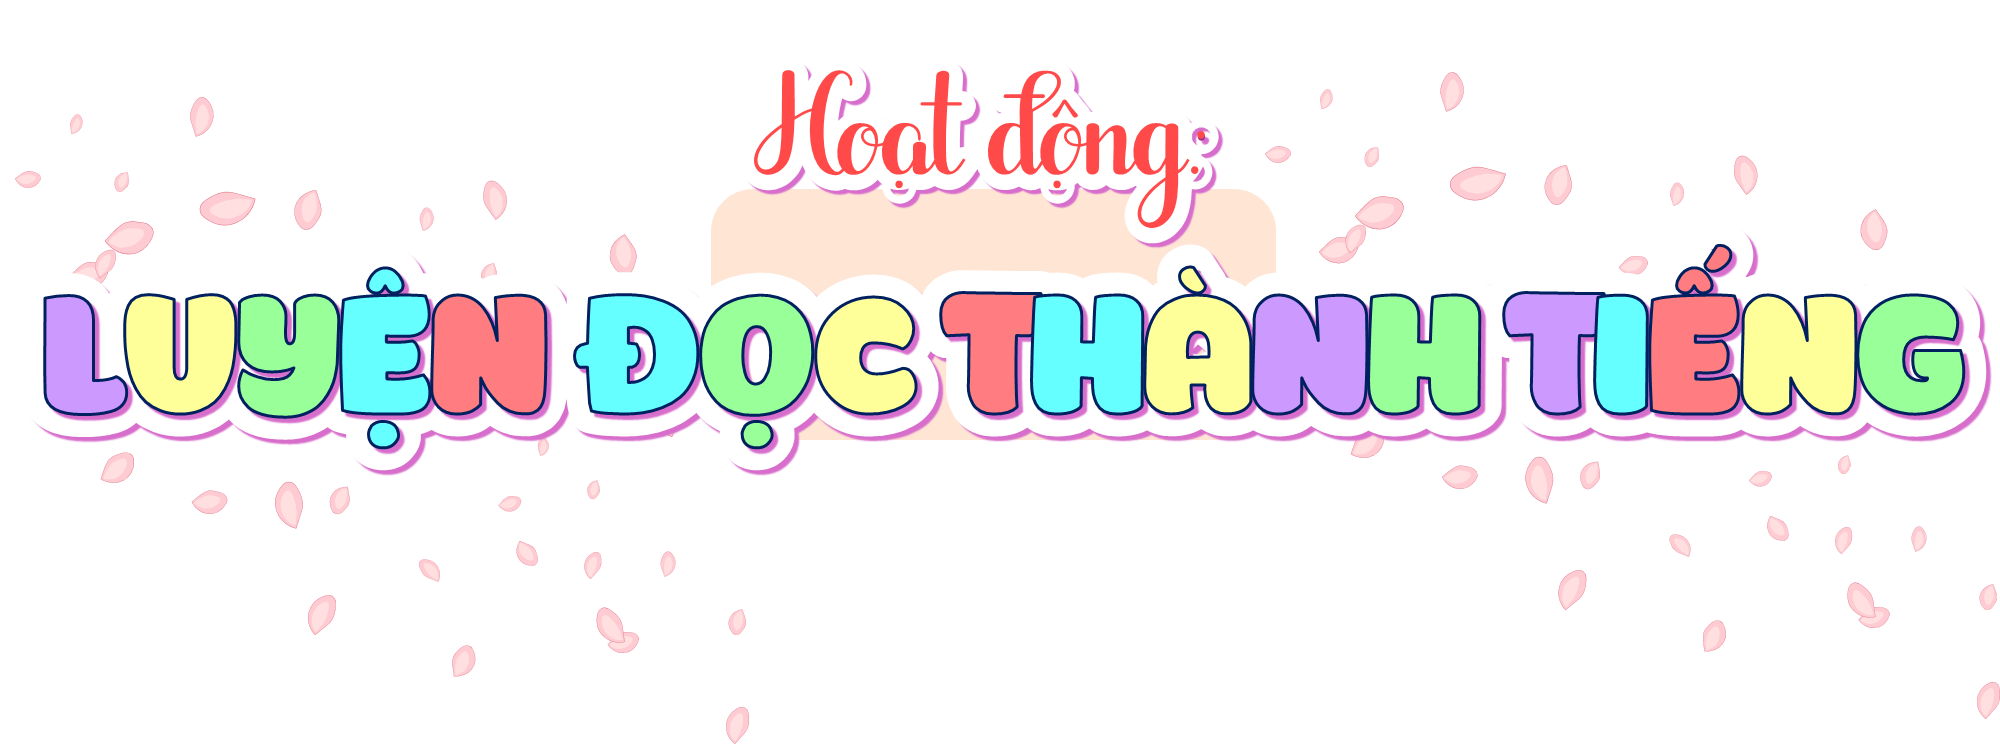 Hoạt động:
LUYỆN ĐỌC THÀNH TIẾNG